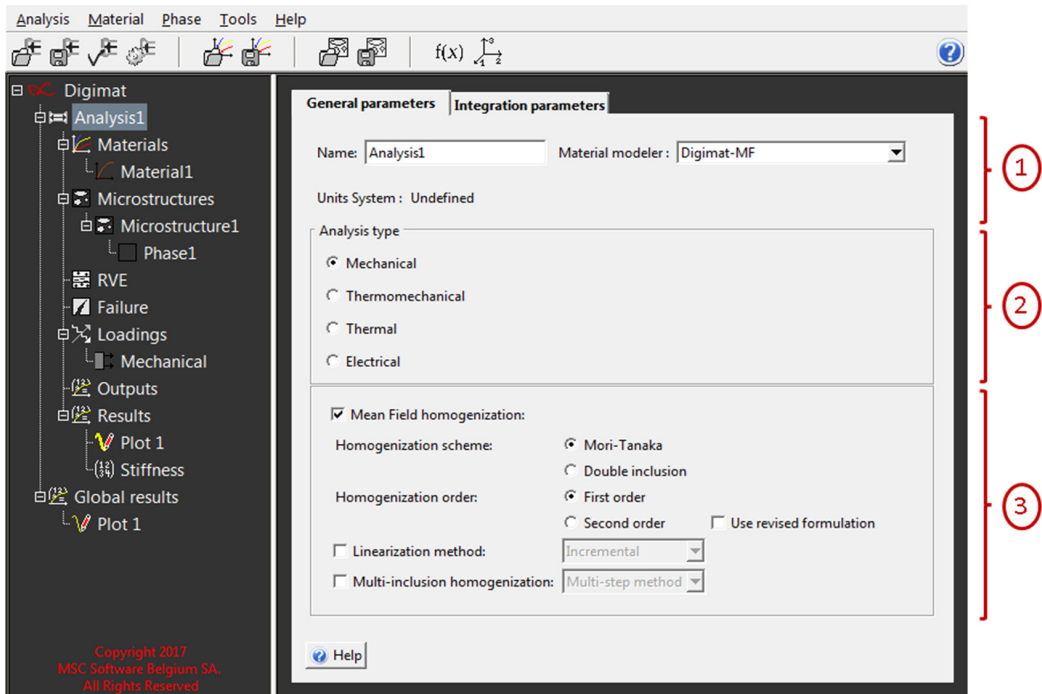 Analysis Material Phase Tools Help
f(x) 3 1 2
Digimat
Analysis1
Materials
Material1
Microstructures
Microstructure1
Phase1
RVE
Failure
Loadings
Mechanical
Outputs
Results
Plot 1
Stiffness
Global results
Plot 1
Copyright 2017
MSC Software Belgium SA.
All Rights Reserved
General parameters Integration parameters
Name: Analysis1 Material modeler : Digimat-MF
Units System : Undefined
Analysis type
Mechanical
Thermomechanical
Thermal
Electrical
Mean Field homogenization:
Homogenization scheme: Mori-Tanaka
Double inclusion
Homogenization order: First order
Second order Use revised formulation
Linearization method: Incremental
Multi-inclusion homogenization: Multi-step method
Help
1
2
3